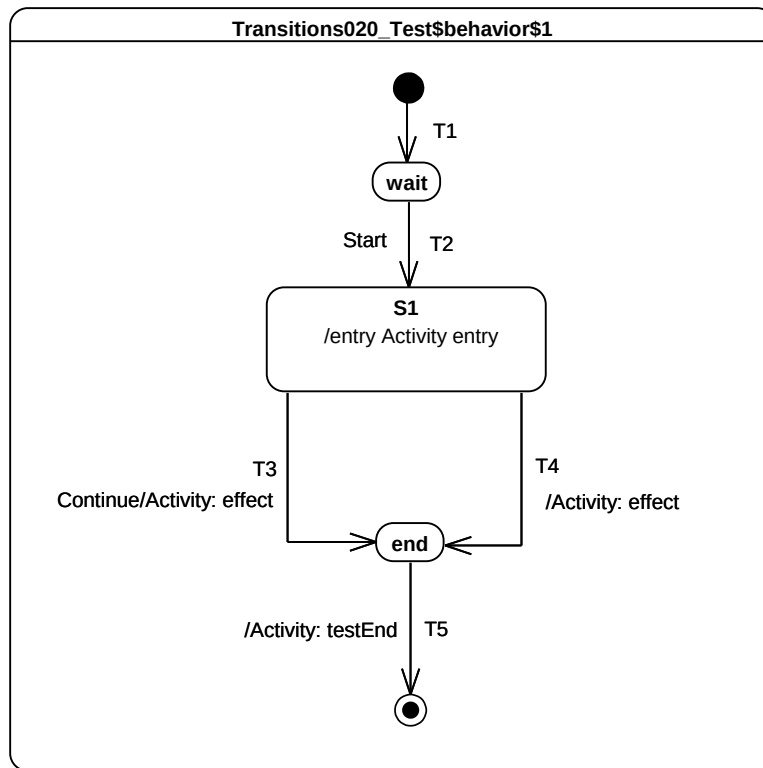 Transitions020_Test$behavior$1
T1
wait
Start
T2
S1
/entry Activity entry
T3
Continue/Activity: effect
T4
/Activity: effect
end
/Activity: testEnd
T5